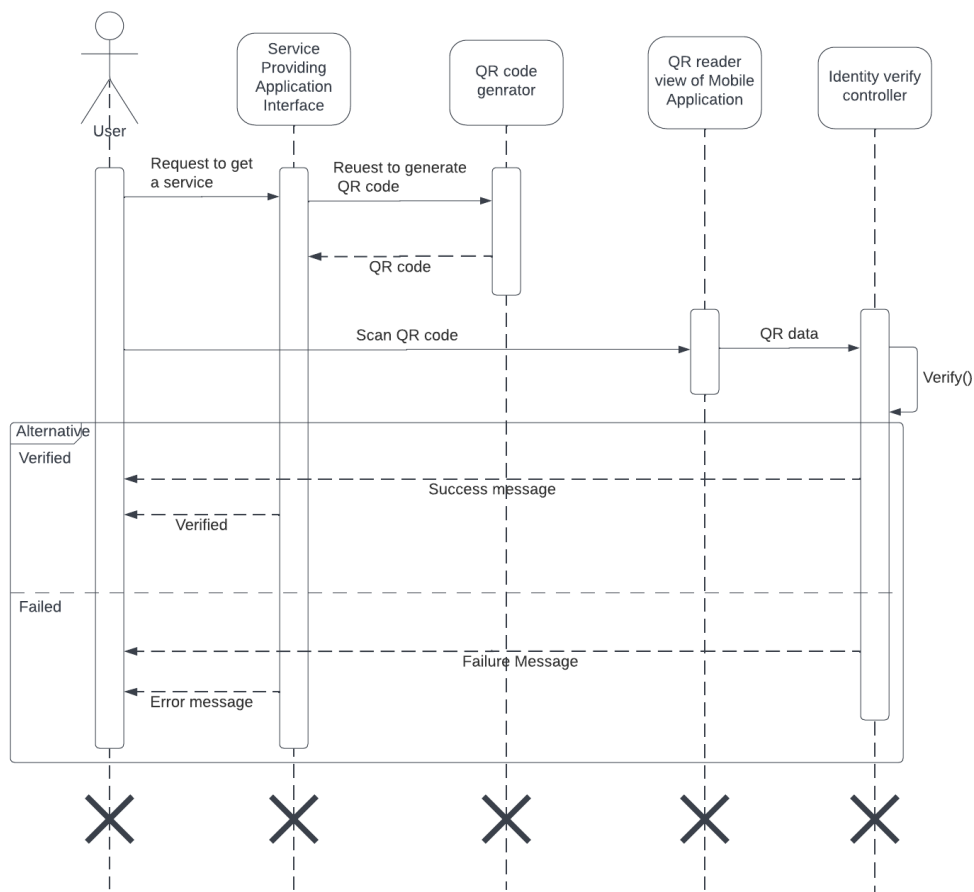 User
Service
Providing
Application
Interface
QR code
genrator
QR reader
view of Mobile
Application
Identity verify
controller
Request to get
a service
Reuest to generate
QR code
QR code
Scan QR code
QR data
Verify()
Alternative
Verified
Success message
Verified
Failed
Failure Message
Error message